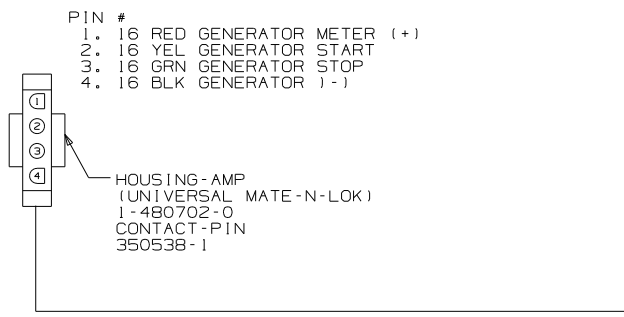 PIN #
1. 16 RED GENERATOR METER (+)
2. 16 YEL GENERATOR START
3. 16 GRN GENERATOR STOP
4. 16 BLK GENERATOR )-)
1
2
3
4
HOUSING-AMP
(UNIVERSAL MATE-N-LOK)
1-480702-0
CONTACT-PIN
350538-1